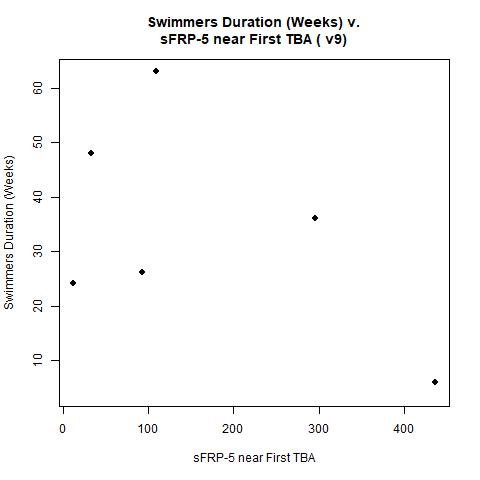 Swimmers Duration (Weeks) v.
sFRP-5 near First TBA ( v9)
Swimmers Duration (Weeks)
60
50
40
30
20
10
0
100
200
300
400
sFRP-5 near First TBA